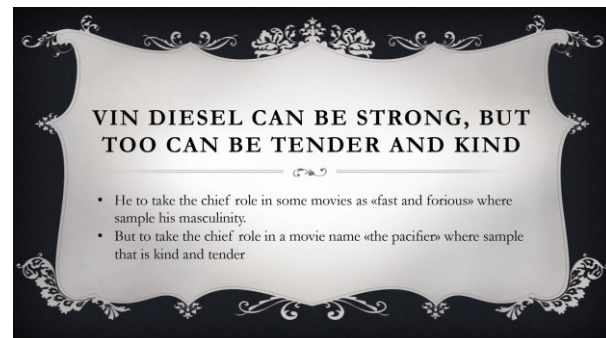 VIN DIESEL CAN BE STRONG, BUT
TOO CAN BE TENDER AND KIND
• He to take the chief role in some movies as «fast and forious» where
sample his masculinity.
• But to take the chief role in a movie name «the pacifier» where sample
that is kind and tender